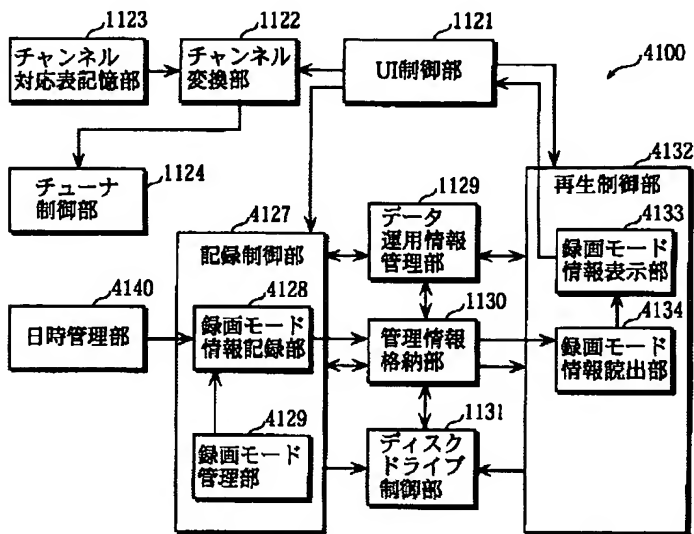 1123
チャンネル
対応表記憶部
1122
チャンネル
変換部
1121
UI制御部
4100
1124
チューナ
制御部
4127
記録制御部
1129
データ
運用情報
管理部
4132
再生制御部
4133
録画モード
情報表示部
4140
日時管理部
4128
録画モード
情報記録部
1130
管理情報
格納部
4134
録画モード
情報読出部
4129
録画モード
管理部
1131
ディスク
ドライブ
制御部